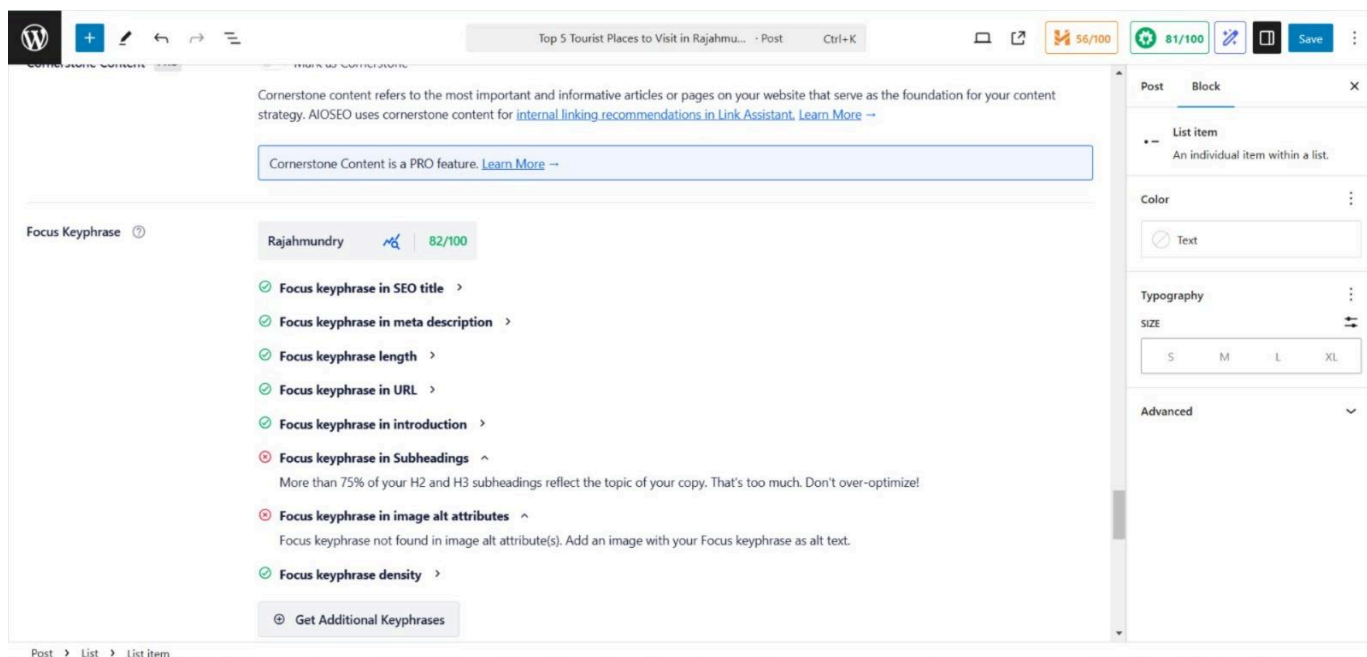 Top 5 Tourist Places to Visit in Rajahmu... · Post Ctrl+K
56/100
81/100
Save
Cornerstone Content PRO
Mark as Cornerstone
Cornerstone content refers to the most important and informative articles or pages on your website that serve as the foundation for your content
strategy. AIOSEO uses cornerstone content for internal linking recommendations in Link Assistant. Learn More →
Cornerstone Content is a PRO feature. Learn More →
Focus Keyphrase
Rajahmundry 82/100
Focus keyphrase in SEO title
Focus keyphrase in meta description
Focus keyphrase length
Focus keyphrase in URL
Focus keyphrase in introduction
Focus keyphrase in Subheadings
More than 75% of your H2 and H3 subheadings reflect the topic of your copy. That's too much. Don't over-optimize!
Focus keyphrase in image alt attributes
Focus keyphrase not found in image alt attribute(s). Add an image with your Focus keyphrase as alt text.
Focus keyphrase density
Get Additional Keyphrases
Post Block
List item
An individual item within a list.
Color
Text
Typography
SIZE
S M L XL
Advanced
Post > List > List item